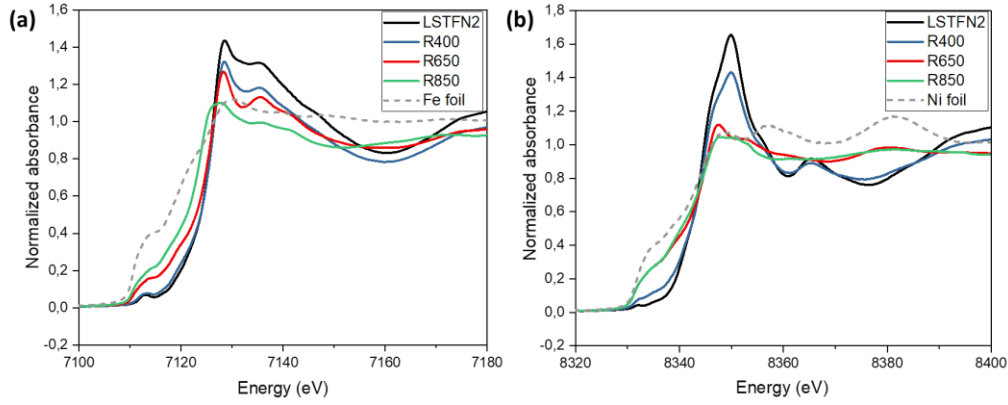 (a)
1,6
1,4
1,2
1,0
0,8
0,6
0,4
0,2
0,0
-0,2
Normalized absorbance
7100
7120
7140
7160
7180
Energy (eV)
LSTFN2
R400
R650
R850
Fe foil
(b)
1,8
1,6
1,4
1,2
1,0
0,8
0,6
0,4
0,2
0,0
-0,2
Normalized absorbance
8320
8340
8360
8380
8400
Energy (eV)
LSTFN2
R400
R650
R850
Ni foil